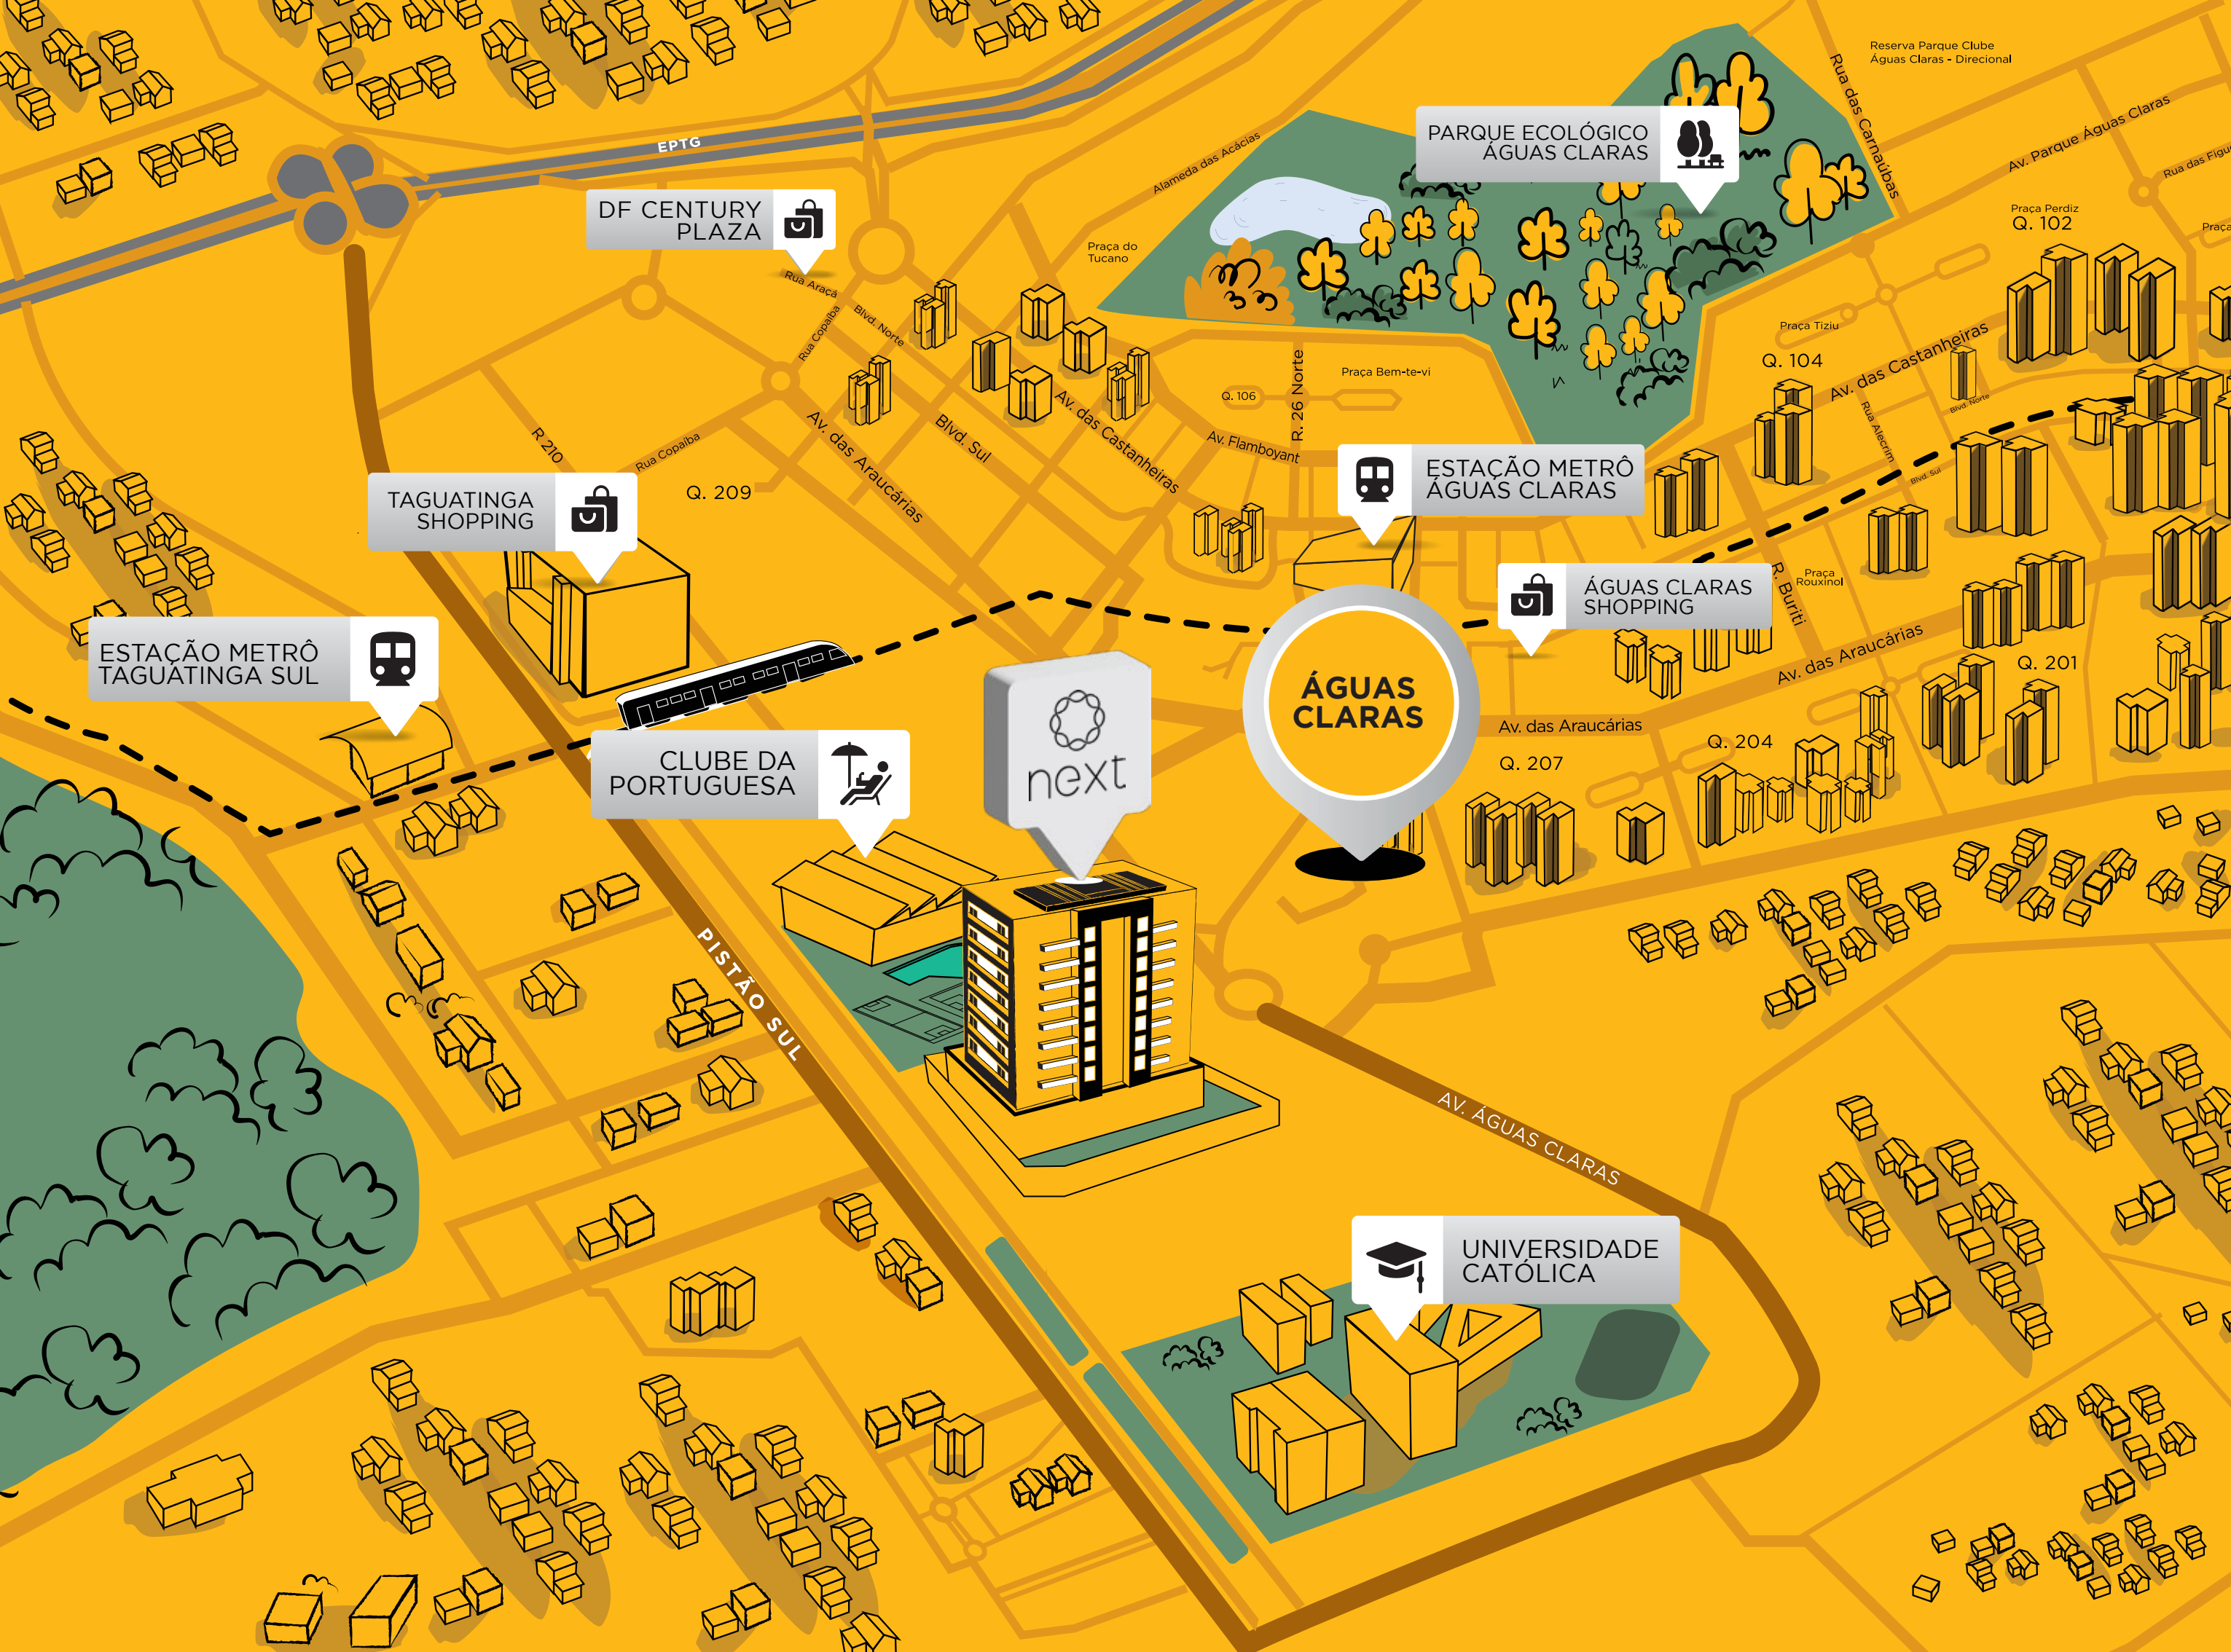 Reserva Parque Clube
Águas Claras - Direcional
Rua das Carnaúbas
Av. Parque Águas Claras
EPTG
PARQUE ECOLÓGICO
ÁGUAS CLARAS
Alameda das Acácias
DF CENTURY
PLAZA
Praça Perdiz
Q. 102
Praça do
Tucano
Rua Araçá
Rua Copaíba
Blvd. Norte
Praça Tiziu
Q. 104
Av. das Castanheiras
Praça Bem-te-vi
R. 26 Norte
Q. 106
Blvd. Norte
Rua Alecrim
Blvd. Sul
Av. das Castanheiras
Blvd. Sul
Av. das Araucárias
Av. Flamboyant
R 210
Rua Copaíba
Q. 209
TAGUATINGA
SHOPPING
ESTAÇÃO METRÔ
ÁGUAS CLARAS
ÁGUAS CLARAS
SHOPPING
Praça
Rouxinol
R. Buriti
ESTAÇÃO METRÔ
TAGUATINGA SUL
Av. das Araucárias
Q. 201
ÁGUAS
CLARAS
Av. das Araucárias
Q. 204
Q. 207
next
CLUBE DA
PORTUGUESA
PISTÃO SUL
AV. ÁGUAS CLARAS
UNIVERSIDADE
CATÓLICA